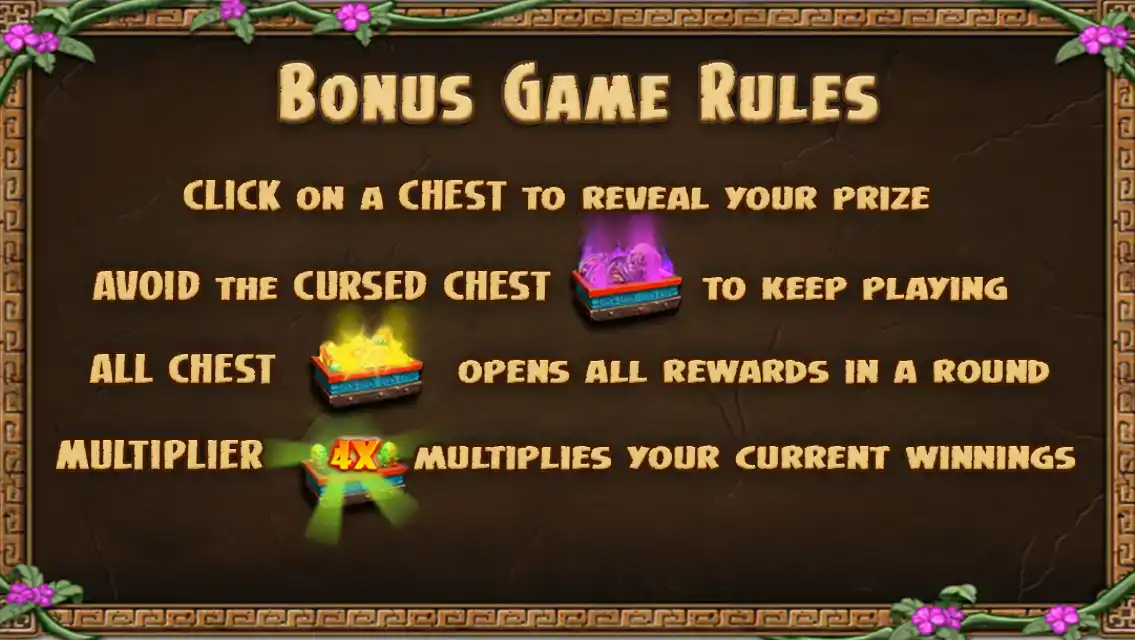 BONUS GAME RULES
CLICK ON A CHEST TO REVEAL YOUR PRIZE
AVOID THE CURSED CHEST TO KEEP PLAYING
ALL CHEST OPENS ALL REWARDS IN A ROUND
MULTIPLIER 4X MULTIPLIES YOUR CURRENT WINNINGS